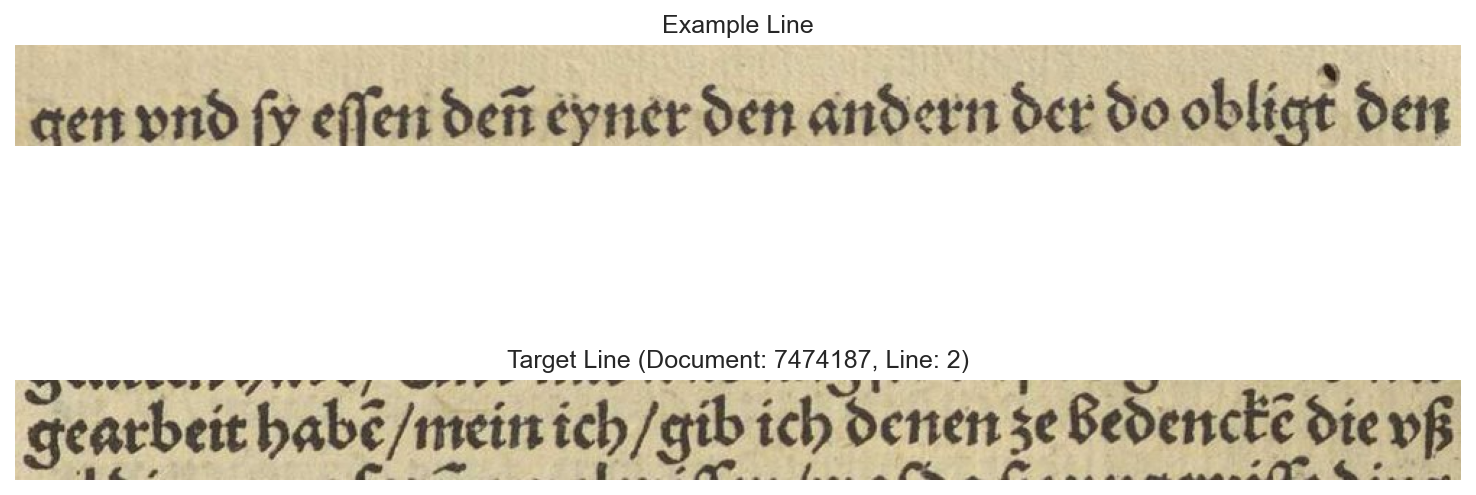 Example Line
gen vnd sy essen deñ eyner den andern der do obligt den
Target Line (Document: 7474187, Line: 2)
gearbeit habē/mein ich/gib ich denen ze bedenckē die vß